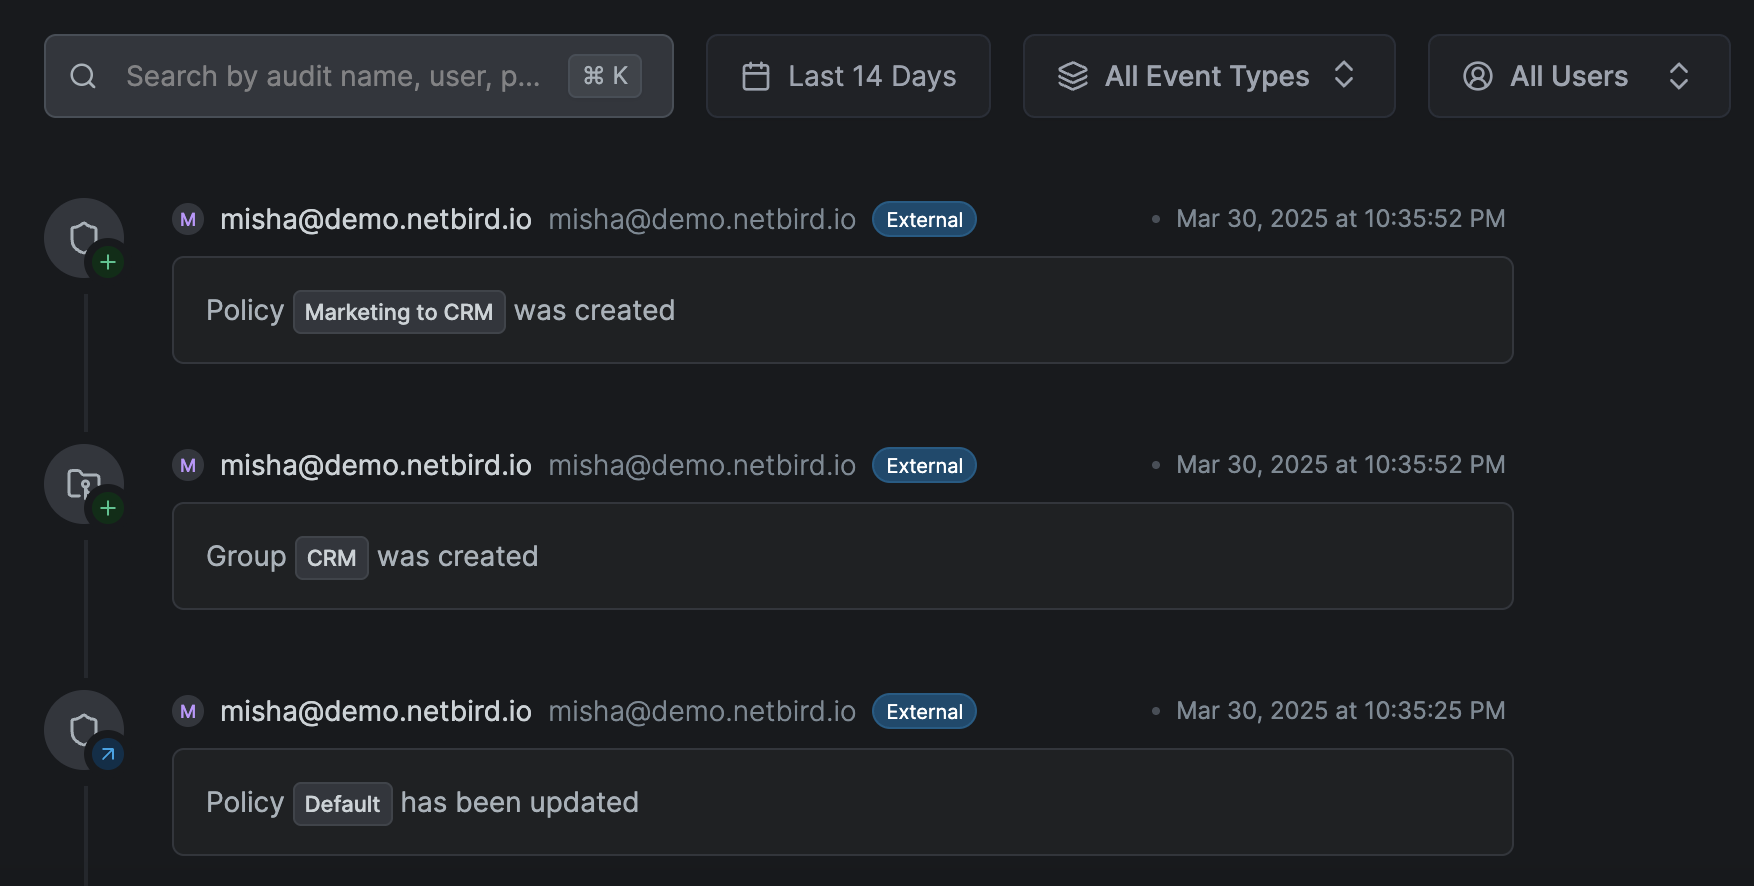 Search by audit name, user, p... ⌘ K Last 14 Days All Event Types All Users
M misha@demo.netbird.io misha@demo.netbird.io External • Mar 30, 2025 at 10:35:52 PM
Policy Marketing to CRM was created
M misha@demo.netbird.io misha@demo.netbird.io External • Mar 30, 2025 at 10:35:52 PM
Group CRM was created
M misha@demo.netbird.io misha@demo.netbird.io External • Mar 30, 2025 at 10:35:25 PM
Policy Default has been updated